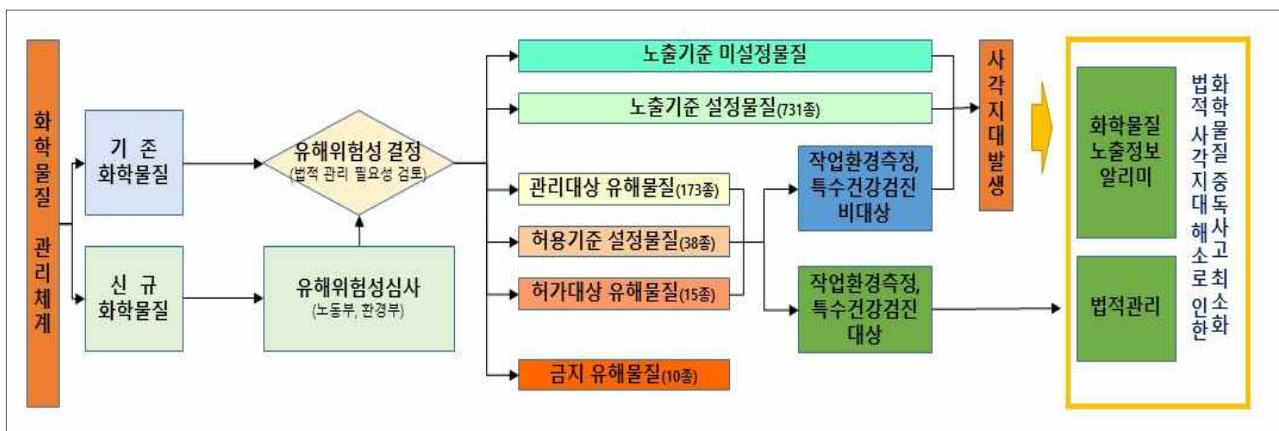 화학물질 관리체계
기 존
화학물질
신 규
화학물질
유해위험성 결정
(법적 관리 필요성 검토)
유해위험성심사
(노동부, 환경부)
노출기준 미설정물질
노출기준 설정물질(731종)
관리대상 유해물질(173종)
허용기준 설정물질(38종)
허가대상 유해물질(15종)
금지 유해물질(10종)
작업환경측정,
특수건강검진
비대상
작업환경측정,
특수건강검진
대상
사각지대발생
화학물질
노출정보
알리미
법적관리
법적 사각지대 해소로 인한
화학물질 중독사고 최소화